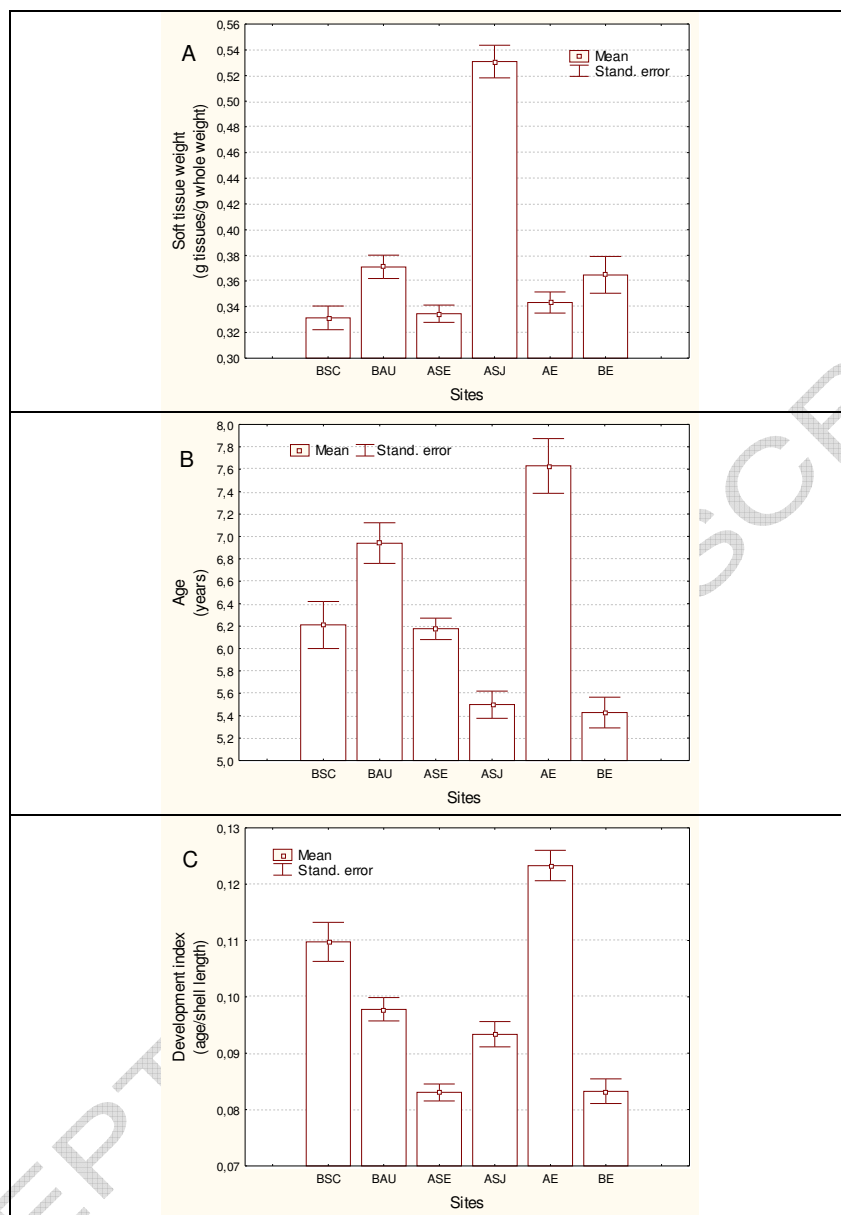 A
Mean
Stand. error
Soft tissue weight
(g tissues/g whole weight)
0,56
0,54
0,52
0,50
0,48
0,46
0,44
0,42
0,40
0,38
0,36
0,34
0,32
0,30
BSC BAU ASE ASJ AE BE
Sites
B
Mean Stand. error
Age
(years)
8,0
7,8
7,6
7,4
7,2
7,0
6,8
6,6
6,4
6,2
6,0
5,8
5,6
5,4
5,2
5,0
BSC BAU ASE ASJ AE BE
Sites
C
Mean
Stand. error
Development index
(age/shell length)
0,13
0,12
0,11
0,10
0,09
0,08
0,07
BSC BAU ASE ASJ AE BE
Sites